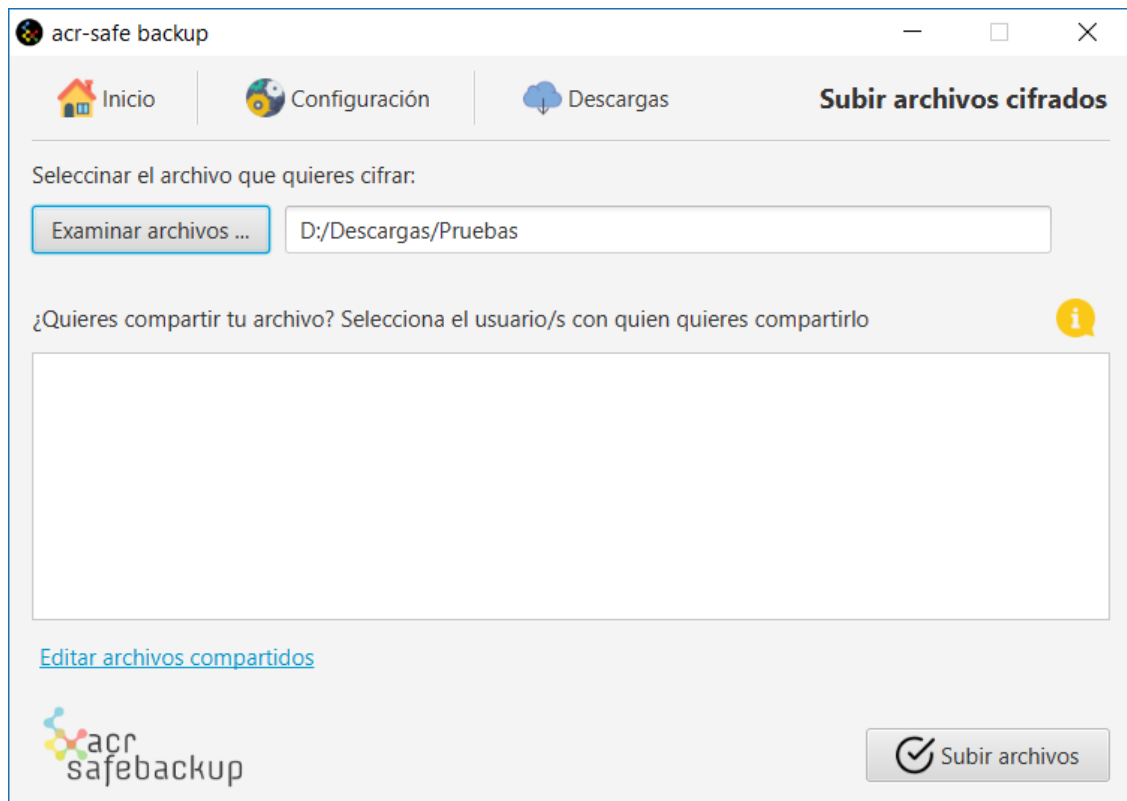 acr-safe backup
Inicio Configuración Descargas Subir archivos cifrados
Seleccinar el archivo que quieres cifrar:
Examinar archivos ... D:/Descargas/Pruebas
¿Quieres compartir tu archivo? Selecciona el usuario/s con quien quieres compartirlo
Editar archivos compartidos
acr
safebackup
Subir archivos